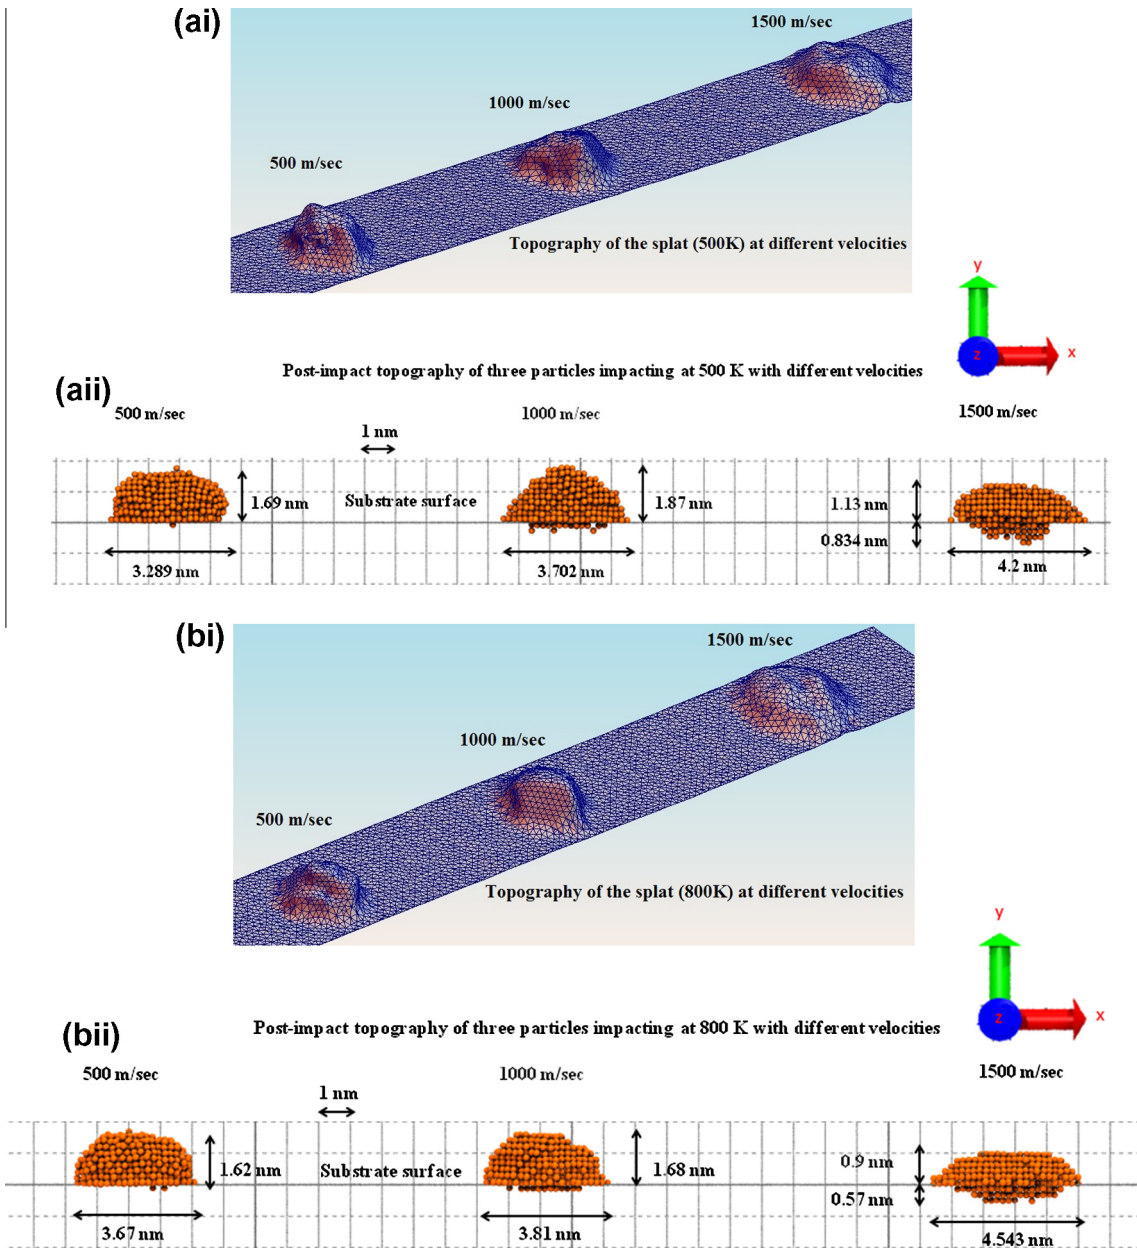 (ai)
1500 m/sec
1000 m/sec
500 m/sec
Topography of the splat (500K) at different velocities
y
z
x
Post-impact topography of three particles impacting at 500 K with different velocities
(aii)
500 m/sec
1000 m/sec
1500 m/sec
1 nm
1.69 nm
Substrate surface
1.87 nm
1.13 nm
0.834 nm
3.289 nm
3.702 nm
4.2 nm
(bi)
1500 m/sec
1000 m/sec
500 m/sec
Topography of the splat (800K) at different velocities
y
z
x
Post-impact topography of three particles impacting at 800 K with different velocities
(bii)
500 m/sec
1000 m/sec
1500 m/sec
1 nm
1.62 nm
Substrate surface
1.68 nm
0.9 nm
0.57 nm
3.67 nm
3.81 nm
4.543 nm